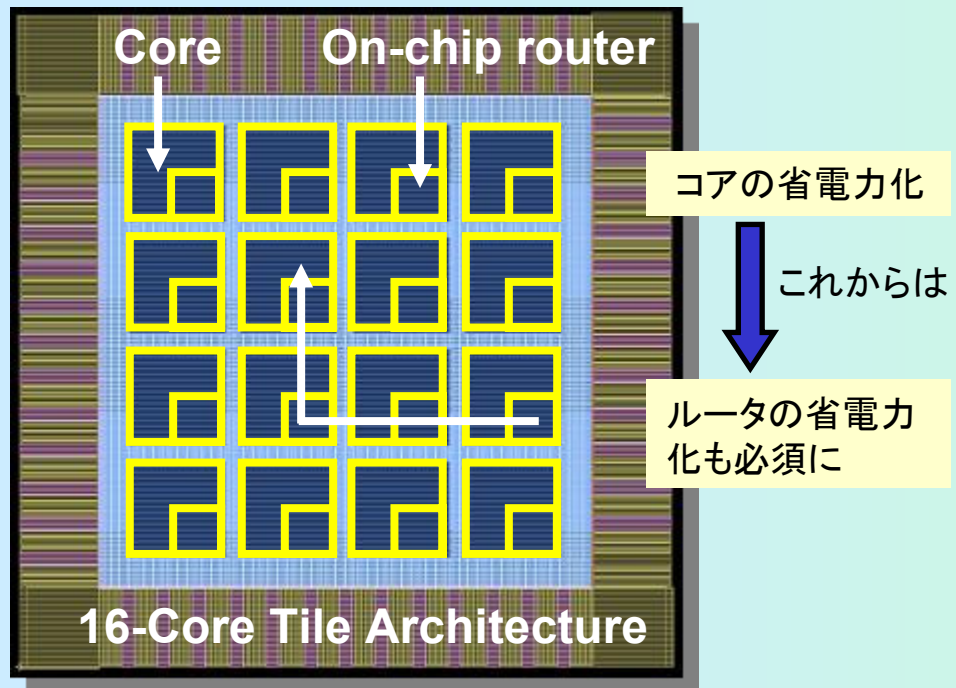 Core
On-chip router
コアの省電力化
これからは
ルータの省電力
化も必須に
16-Core Tile Architecture